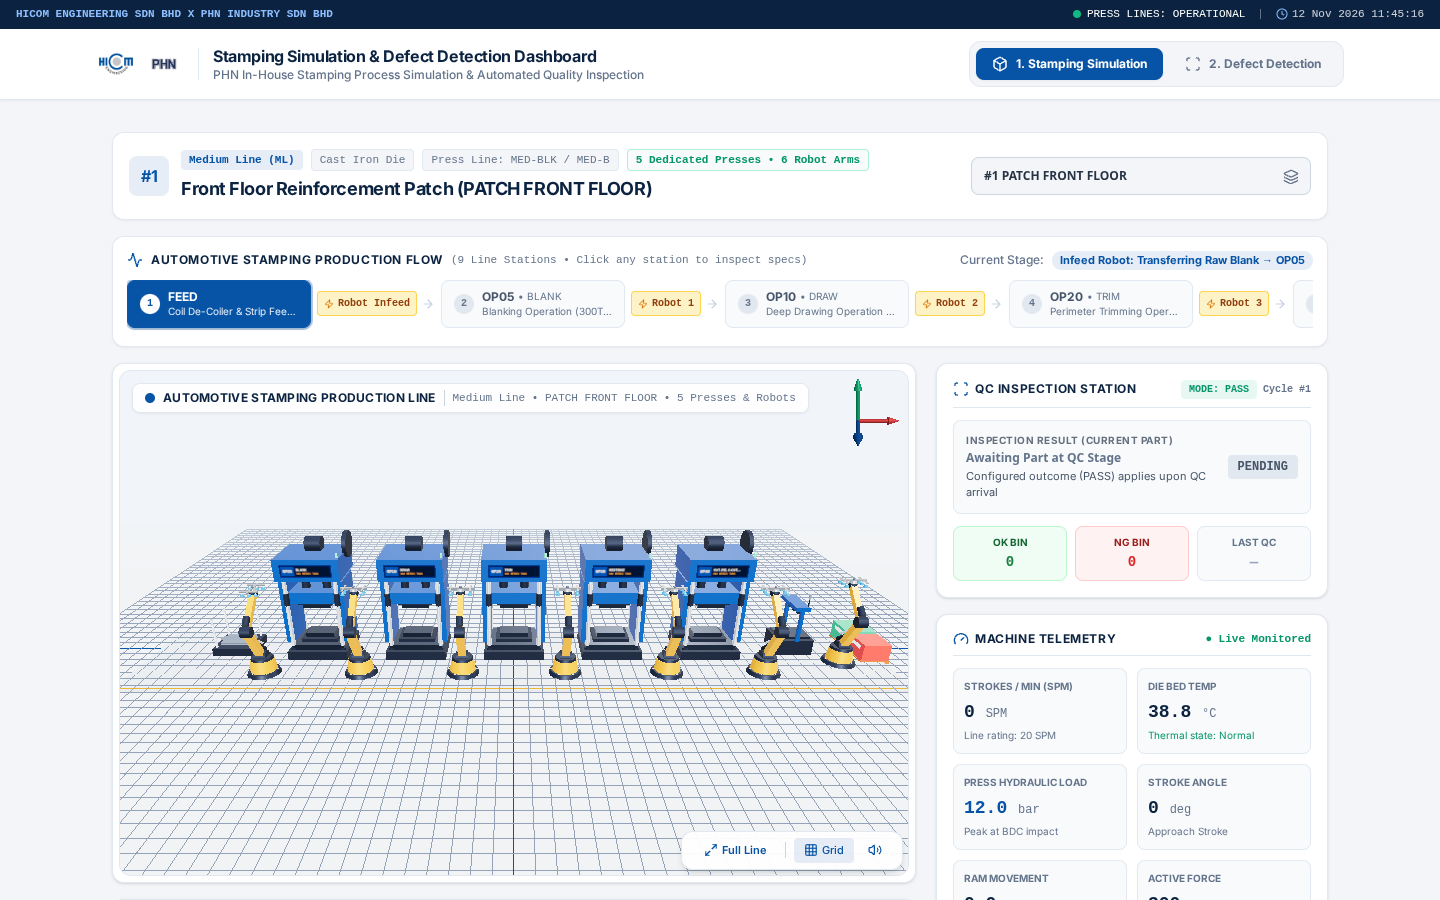 HICOM ENGINEERING SDN BHD X PHN INDUSTRY SDN BHD
PRESS LINES: OPERATIONAL | 12 Nov 2026 11:45:16
HICOM
PHN
Stamping Simulation & Defect Detection Dashboard
PHN In-House Stamping Process Simulation & Automated Quality Inspection
1. Stamping Simulation
2. Defect Detection
#1
Medium Line (ML)
Cast Iron Die
Press Line: MED-BLK / MED-B
5 Dedicated Presses • 6 Robot Arms
Front Floor Reinforcement Patch (PATCH FRONT FLOOR)
#1 PATCH FRONT FLOOR
AUTOMOTIVE STAMPING PRODUCTION FLOW (9 Line Stations • Click any station to inspect specs)
Current Stage: Infeed Robot: Transferring Raw Blank → OP05
1 FEED
Coil De-Coiler & Strip Fee...
Robot Infeed →
2 OP05 • BLANK
Blanking Operation (300T...
Robot 1 →
3 OP10 • DRAW
Deep Drawing Operation ...
Robot 2 →
4 OP20 • TRIM
Perimeter Trimming Oper...
Robot 3 →
AUTOMOTIVE STAMPING PRODUCTION LINE | Medium Line • PATCH FRONT FLOOR • 5 Presses & Robots
Full Line
Grid
QC INSPECTION STATION
MODE: PASS
Cycle #1
INSPECTION RESULT (CURRENT PART)
Awaiting Part at QC Stage
Configured outcome (PASS) applies upon QC
arrival
PENDING
OK BIN
0
NG BIN
0
LAST QC
—
MACHINE TELEMETRY
● Live Monitored
STROKES / MIN (SPM)
0 SPM
Line rating: 20 SPM
DIE BED TEMP
38.8 °C
Thermal state: Normal
PRESS HYDRAULIC LOAD
12.0 bar
Peak at BDC impact
STROKE ANGLE
0 deg
Approach Stroke
RAM MOVEMENT
ACTIVE FORCE